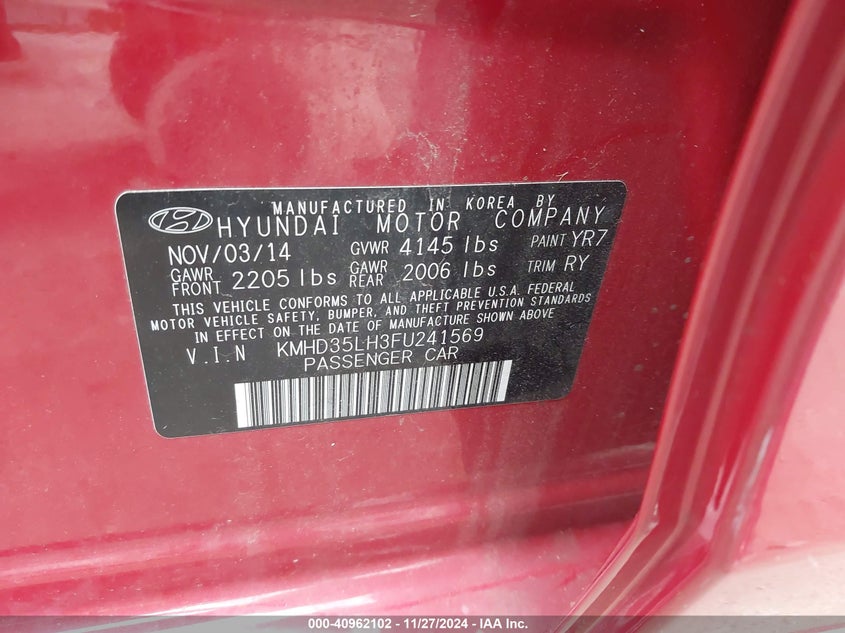 MANUFACTURED IN KOREA BY
HYUNDAI MOTOR COMPANY
NOV/03/14 GVWR 4145 lbs PAINT YR7
GAWR FRONT 2205 lbs GAWR REAR 2006 lbs TRIM RY
THIS VEHICLE CONFORMS TO ALL APPLICABLE U.S.A. FEDERAL
MOTOR VEHICLE SAFETY, BUMPER, AND THEFT PREVENTION STANDARDS
IN EFFECT ON THE DATE OF MANUFACTURE SHOWN ABOVE
V.I.N KMHD35LH3FU241569
PASSENGER CAR
000-40962102 - 11/27/2024 - IAA Inc.